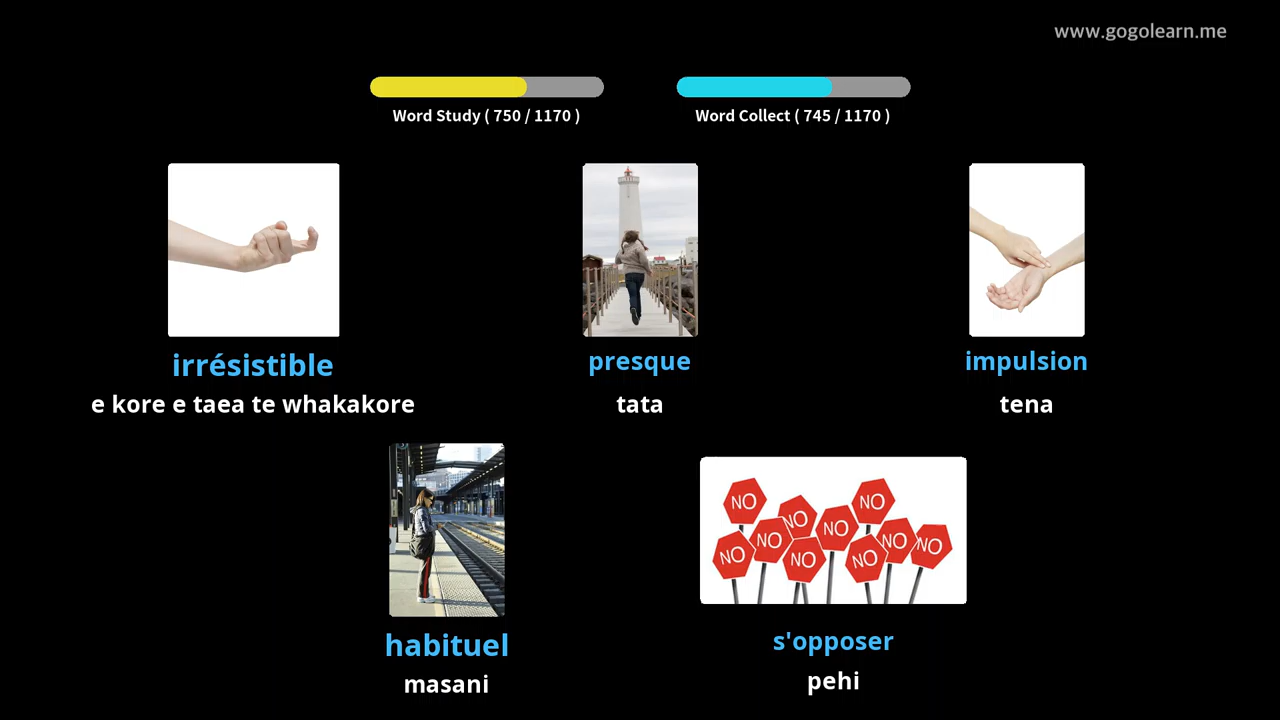 www.gogolearn.me
Word Study ( 750 / 1170 )
Word Collect ( 745 / 1170 )
irrésistible
e kore e taea te whakakore
presque
tata
impulsion
tena
NO
NO
NO
NO
NO
NO
NO
NO
NO
NO
habituel
masani
s'opposer
pehi